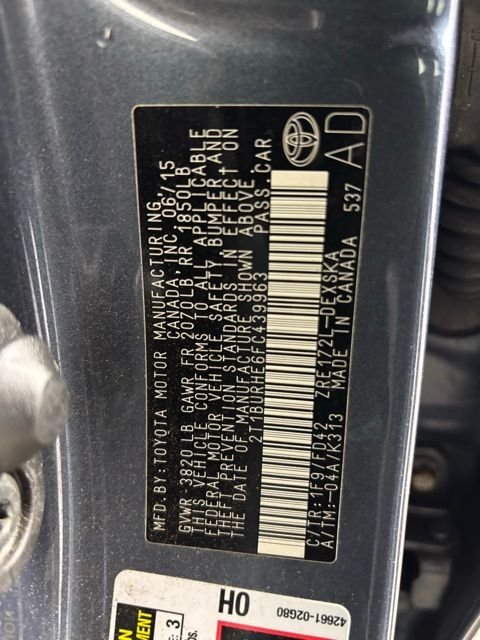 MFD.BY: TOYOTA MOTOR MANUFACTURING
CANADA, INC. 06/15
GVWR 3820LB GAWR FR 2070LB, RR 1850LB
THIS VEHICLE CONFORMS TO ALL APPLICABLE
FEDERAL MOTOR VEHICLE SAFETY, BUMPER AND
THEFT PREVENTION STANDARDS IN EFFECT ON
THE DATE OF MANUFACTURE SHOWN ABOVE.
2T1BURHE6FC439963 PASS. CAR
C/TR:1F9/FD42 ZRE172L-DEXSKA
A/TM:-04A/K313 MADE IN CANADA 537
AD
OH
42661-02G80
3